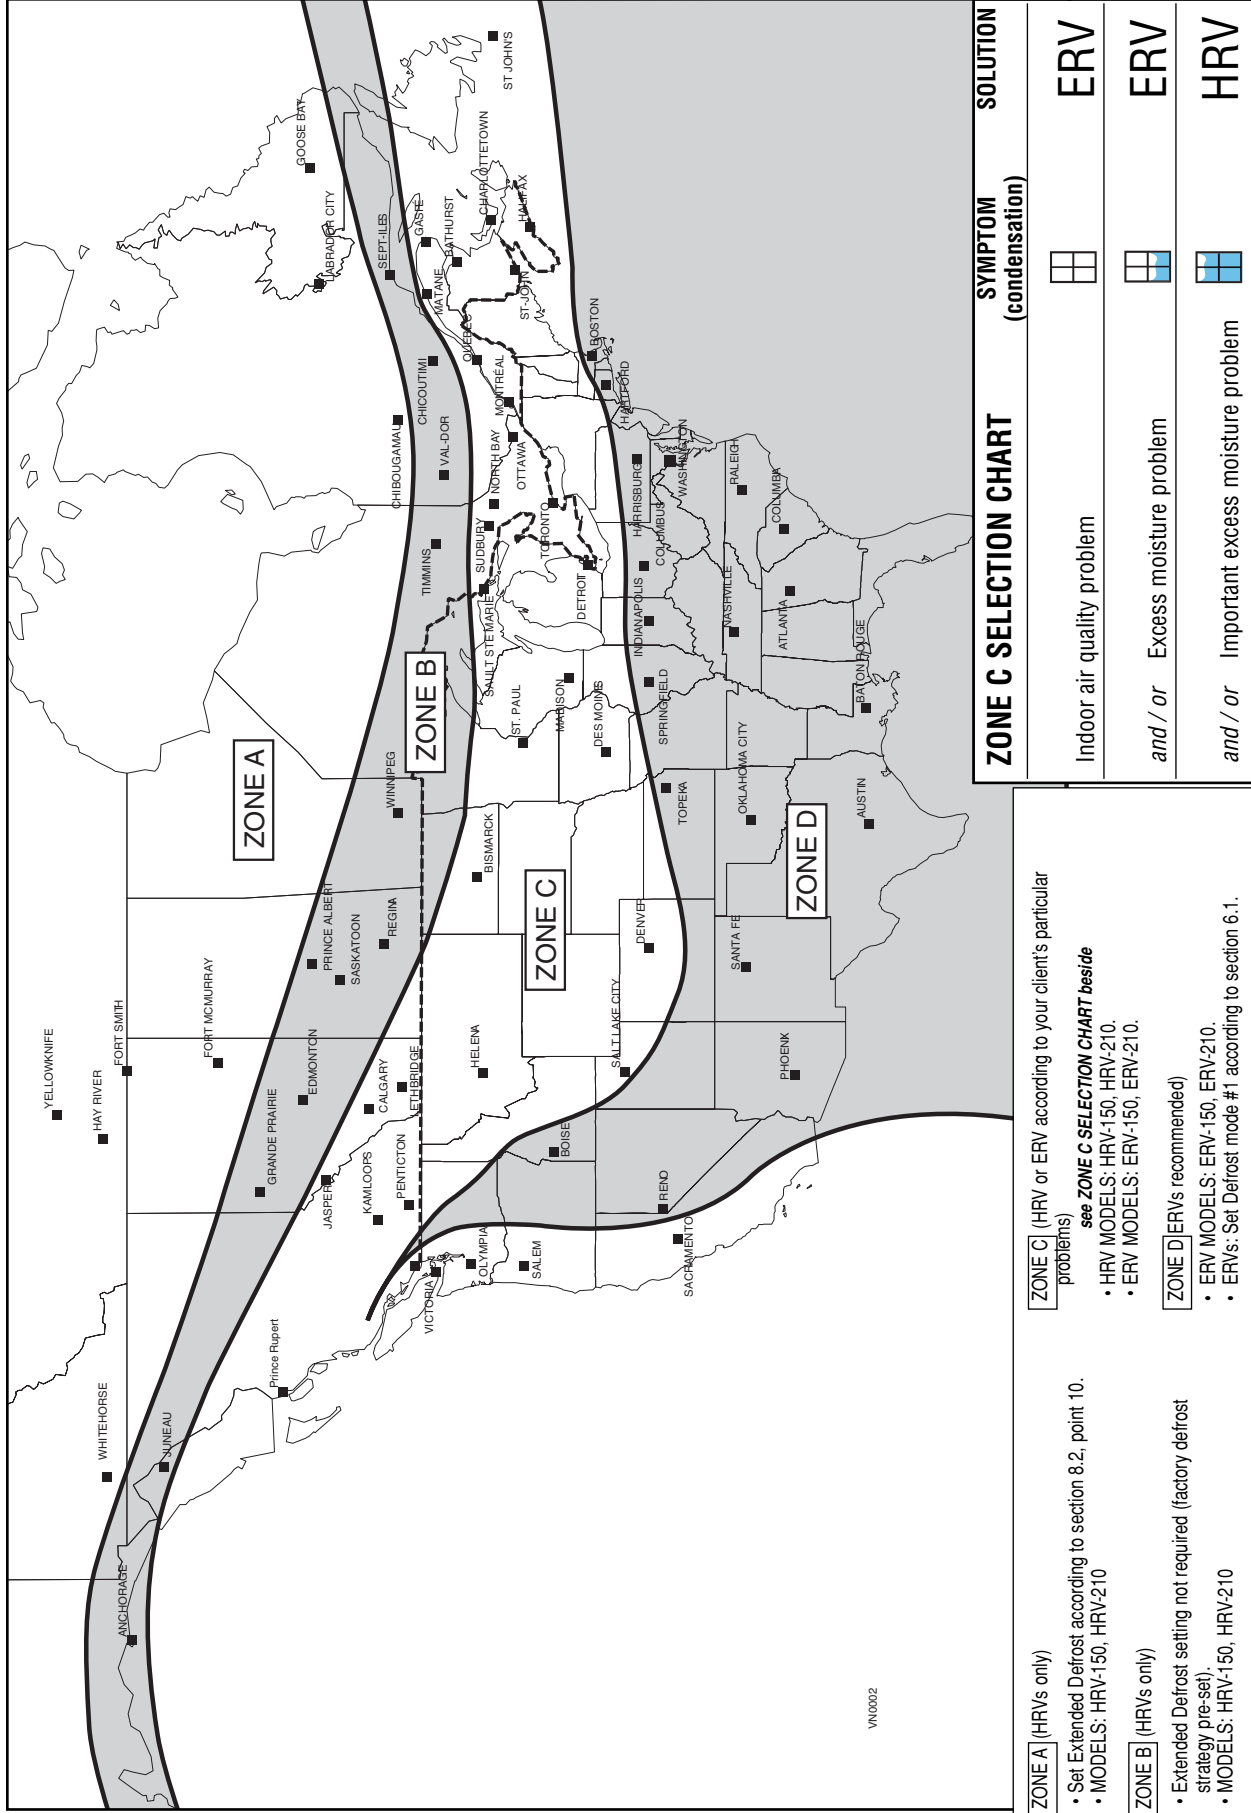 YELLOWKNIFE
HAY RIVER
FORT SMITH
FORT MCMURRAY
WHITEHORSE
JUNEAU
ANCHORAGE
Prince Rupert
GRANDE PRAIRIE
EDMONTON
JASPER
KAMLOOPS
PENTICTON
CALGARY
LETHBRIDGE
PRINCE ALBERT
SASKATOON
REGINA
WINNIPEG
ZONE A
ZONE B
ZONE C
ZONE D
GOOSE BAY
LABRADOR CITY
SEPT-ILES
GASPÉ
MATANE
BATHURST
CHARLOTTETOWN
HALIFAX
ST-JOHN
ST JOHN'S
CHIBOUGAMAU
CHICOUTIMI
VAL-DOR
QUÉBEC
MONTRÉAL
OTTAWA
NORTH BAY
TIMMINS
SUDBURY
TORONTO
SAULT STE MARIE
VICTORIA
OLYMPIA
SALEM
BOISE
HELENA
BISMARCK
ST. PAUL
MADISON
DES MOINES
DETROIT
BOSTON
HARTFORD
HARRISBURG
WASHINGTON
COLUMBUS
INDIANAPOLIS
SPRINGFIELD
TOPEKA
DENVER
SALT LAKE CITY
RENO
SACRAMENTO
PHOENIX
SANTA FE
OKLAHOMA CITY
AUSTIN
BATON ROUGE
NASHVILLE
ATLANTA
COLUMBIA
RALEIGH
VN0002
ZONE A (HRVs only)
• Set Extended Defrost according to section 8.2, point 10.
• MODELS: HRV-150, HRV-210
ZONE B (HRVs only)
• Extended Defrost setting not required (factory defrost
strategy pre-set).
• MODELS: HRV-150, HRV-210
ZONE C (HRV or ERV according to your client's particular
problems)
see ZONE C SELECTION CHART beside
• HRV MODELS: HRV-150, HRV-210.
• ERV MODELS: ERV-150, ERV-210.
ZONE D ERVs recommended)
• ERV MODELS: ERV-150, ERV-210.
• ERVs: Set Defrost mode #1 according to section 6.1.
ZONE C SELECTION CHART SYMPTOM SOLUTION
(condensation)
Indoor air quality problem ERV
and / or Excess moisture problem ERV
and / or Important excess moisture problem HRV